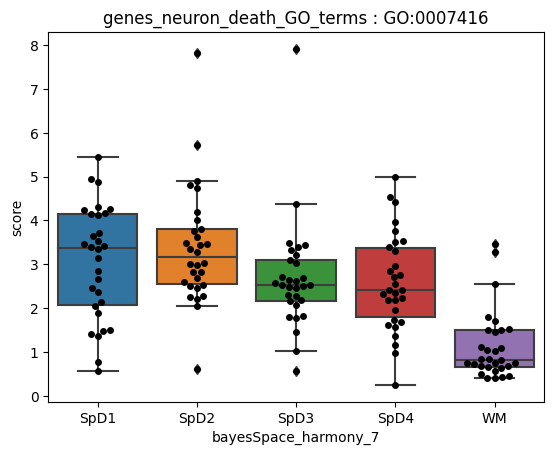 genes_neuron_death_GO_terms : GO:0007416
8
7
6
5
4
3
2
1
0
score
SpD1 SpD2 SpD3 SpD4 WM
bayesSpace_harmony_7